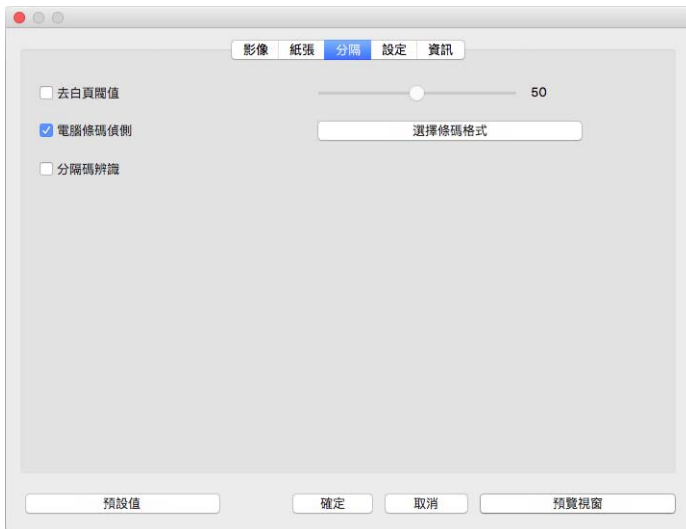 影像 紙張 分隔 設定 資訊
去白頁閥值 50
電腦條碼偵測 選擇條碼格式
分隔碼辨識
預設值 確定 取消 預覽視窗